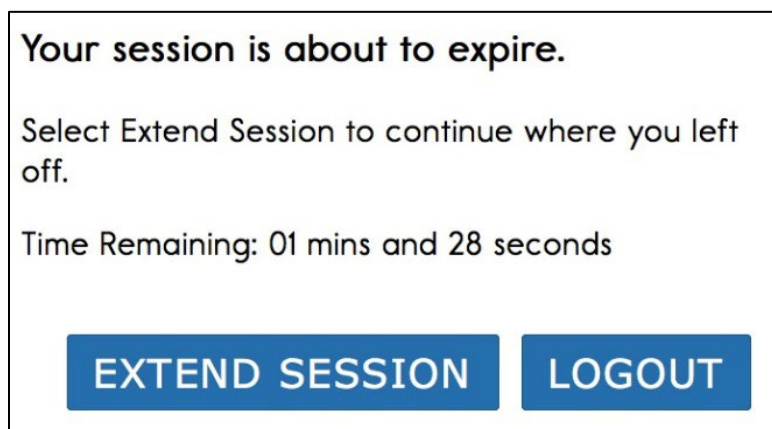 Your session is about to expire.
Select Extend Session to continue where you left
off.
Time Remaining: 01 mins and 28 seconds
EXTEND SESSION LOGOUT